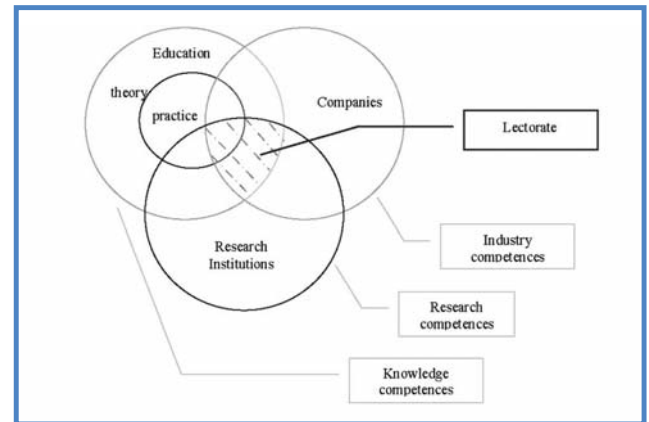 Education
theory
practice
Companies
Lectorate
Research
Institutions
Industry
competences
Research
competences
Knowledge
competences